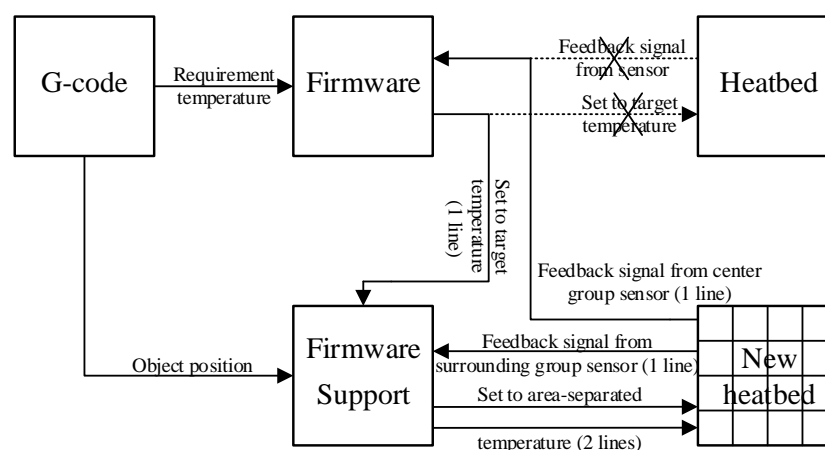 G-code
Requirement
temperature
Firmware
Feedback signal
from sensor
Set to target
temperature
Heatbed
Set to target
temperature
(1 line)
Feedback signal from center
group sensor (1 line)
Object position
Firmware
Support
Feedback signal from
surrounding group sensor (1 line)
Set to area-separated
temperature (2 lines)
New
heatbed